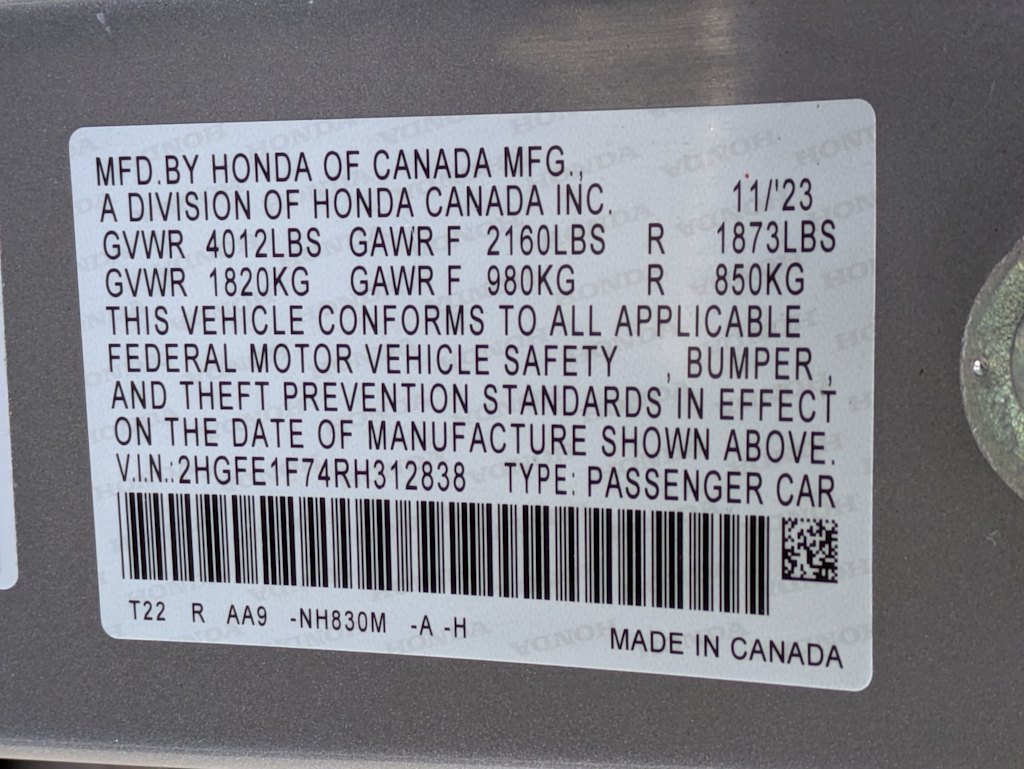 MFD.BY HONDA OF CANADA MFG.,
A DIVISION OF HONDA CANADA INC. 11/'23
GVWR 4012LBS GAWR F 2160LBS R 1873LBS
GVWR 1820KG GAWR F 980KG R 850KG
THIS VEHICLE CONFORMS TO ALL APPLICABLE
FEDERAL MOTOR VEHICLE SAFETY , BUMPER ,
AND THEFT PREVENTION STANDARDS IN EFFECT
ON THE DATE OF MANUFACTURE SHOWN ABOVE.
V.I.N.:2HGFE1F74RH312838 TYPE: PASSENGER CAR
T22 R AA9 -NH830M -A -H
MADE IN CANADA